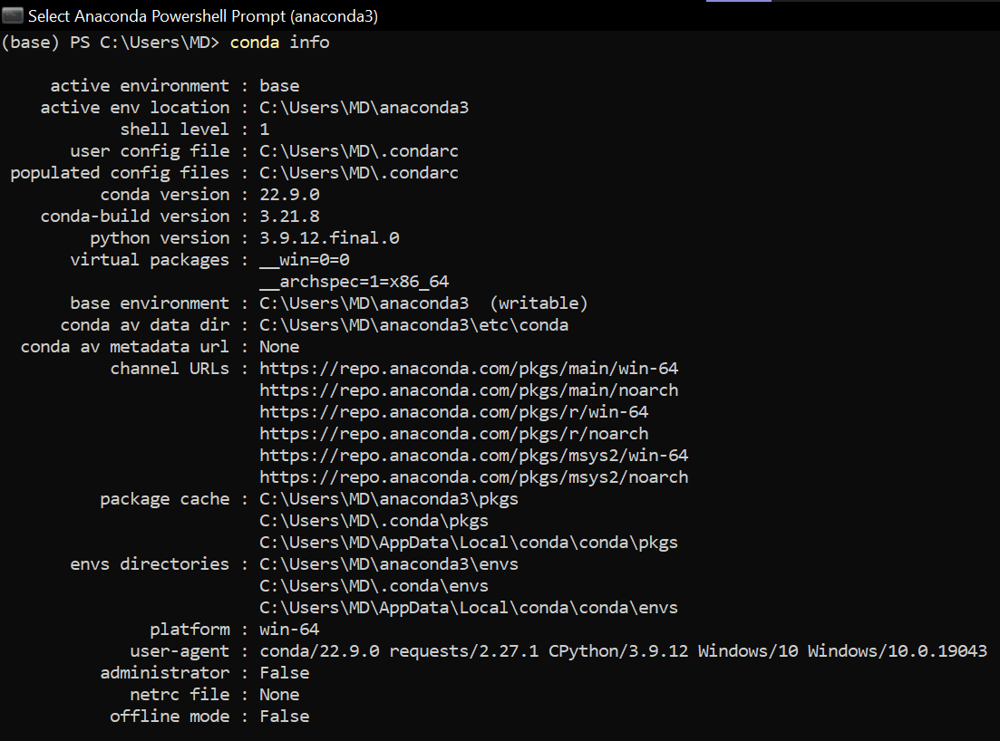 Select Anaconda Powershell Prompt (anaconda3)
(base) PS C:\Users\MD> conda info
active environment : base
active env location : C:\Users\MD\anaconda3
shell level : 1
user config file : C:\Users\MD\.condarc
populated config files : C:\Users\MD\.condarc
conda version : 22.9.0
conda-build version : 3.21.8
python version : 3.9.12.final.0
virtual packages : __win=0=0
__archspec=1=x86_64
base environment : C:\Users\MD\anaconda3  (writable)
conda av data dir : C:\Users\MD\anaconda3\etc\conda
conda av metadata url : None
channel URLs : https://repo.anaconda.com/pkgs/main/win-64
https://repo.anaconda.com/pkgs/main/noarch
https://repo.anaconda.com/pkgs/r/win-64
https://repo.anaconda.com/pkgs/r/noarch
https://repo.anaconda.com/pkgs/msys2/win-64
https://repo.anaconda.com/pkgs/msys2/noarch
package cache : C:\Users\MD\anaconda3\pkgs
C:\Users\MD\.conda\pkgs
C:\Users\MD\AppData\Local\conda\conda\pkgs
envs directories : C:\Users\MD\anaconda3\envs
C:\Users\MD\.conda\envs
C:\Users\MD\AppData\Local\conda\conda\envs
platform : win-64
user-agent : conda/22.9.0 requests/2.27.1 CPython/3.9.12 Windows/10 Windows/10.0.19043
administrator : False
netrc file : None
offline mode : False